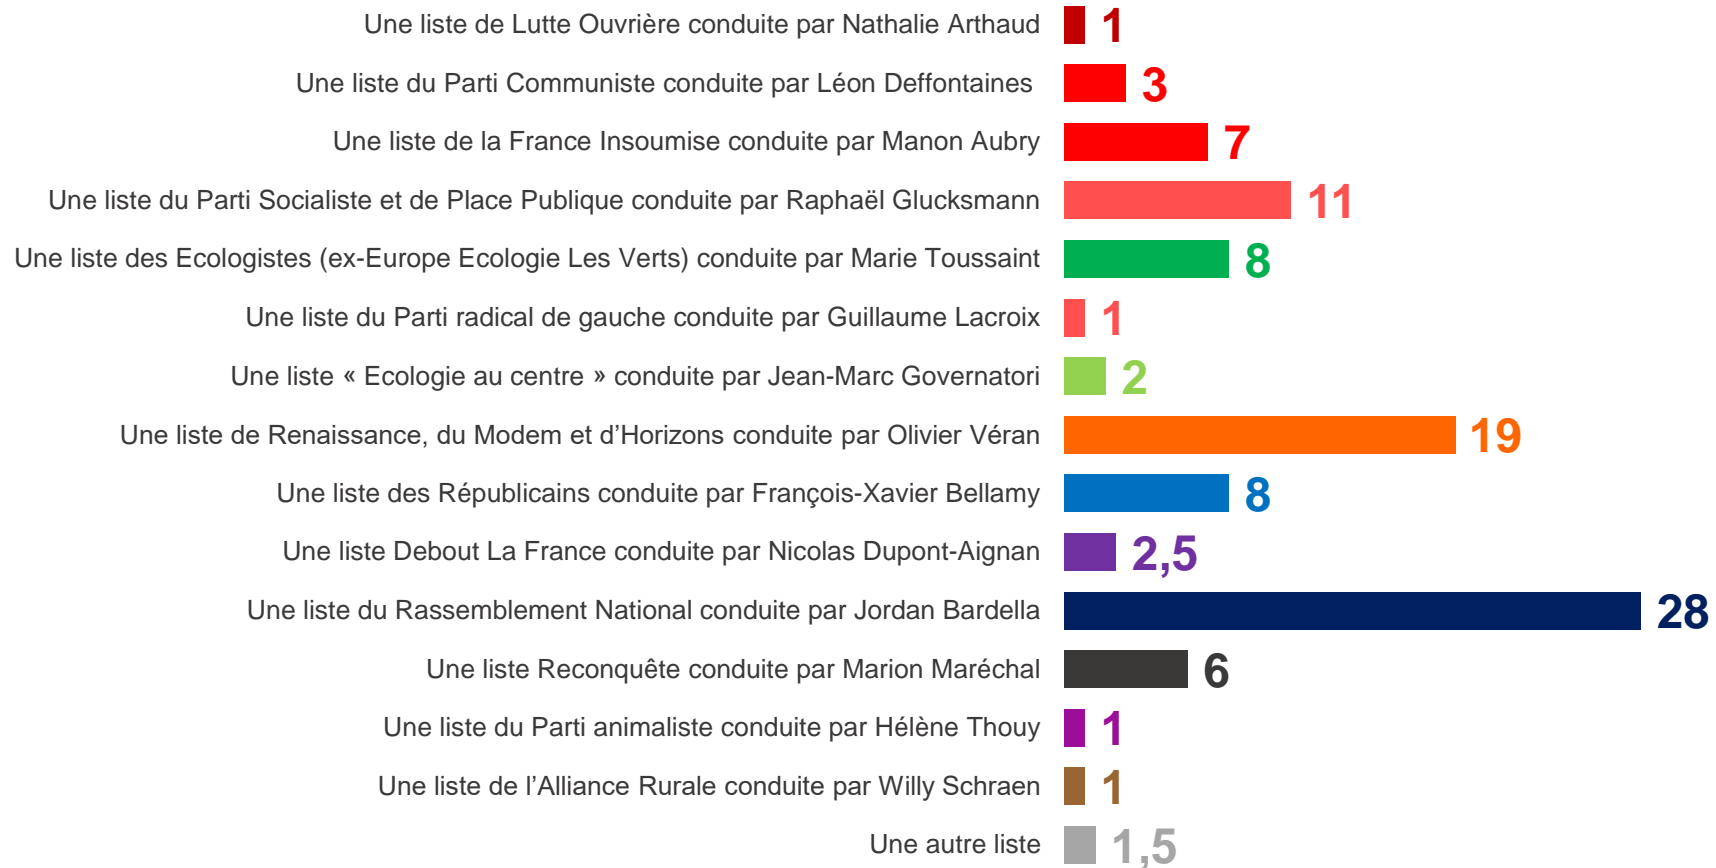 Une liste de Lutte Ouvrière conduite par Nathalie Arthaud 1
Une liste du Parti Communiste conduite par Léon Deffontaines 3
Une liste de la France Insoumise conduite par Manon Aubry 7
Une liste du Parti Socialiste et de Place Publique conduite par Raphaël Glucksmann 11
Une liste des Ecologistes (ex-Europe Ecologie Les Verts) conduite par Marie Toussaint 8
Une liste du Parti radical de gauche conduite par Guillaume Lacroix 1
Une liste « Ecologie au centre » conduite par Jean-Marc Governatori 2
Une liste de Renaissance, du Modem et d’Horizons conduite par Olivier Véran 19
Une liste des Républicains conduite par François-Xavier Bellamy 8
Une liste Debout La France conduite par Nicolas Dupont-Aignan 2,5
Une liste du Rassemblement National conduite par Jordan Bardella 28
Une liste Reconquête conduite par Marion Maréchal 6
Une liste du Parti animaliste conduite par Hélène Thouy 1
Une liste de l’Alliance Rurale conduite par Willy Schraen 1
Une autre liste 1,5